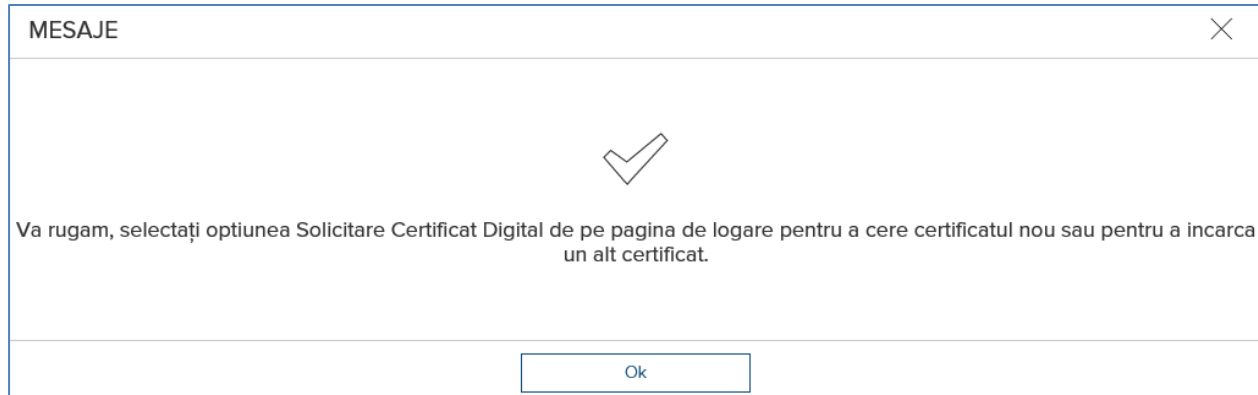 MESAJE
Va rugam, selectați optiunea Solicitare Certificat Digital de pe pagina de logare pentru a cere certificatul nou sau pentru a incarca
un alt certificat.
Ok